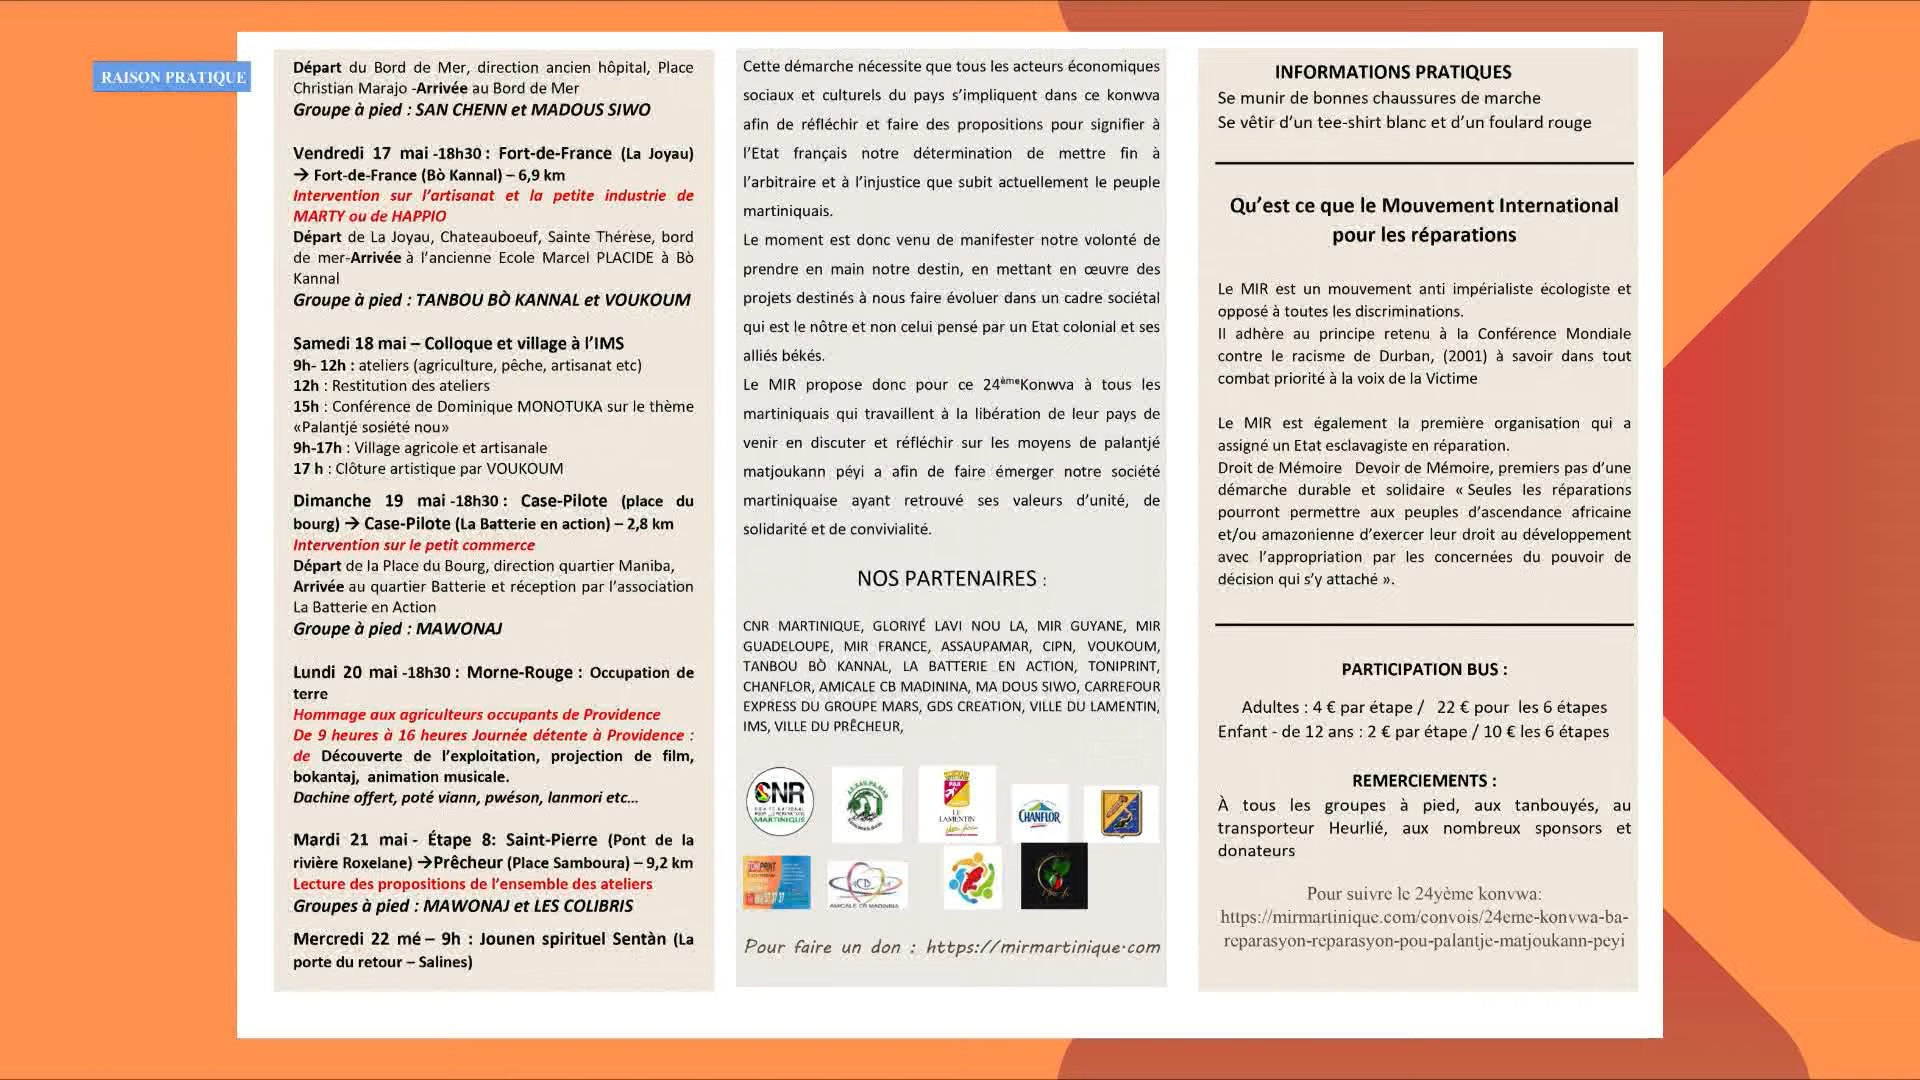 RAISON PRATIQUE
Départ du Bord de Mer, direction ancien hôpital, Place
Christian Marajo -Arrivée au Bord de Mer
Groupe à pied : SAN CHENN et MADOUS SIWO
Vendredi 17 mai -18h30 : Fort-de-France (La Joyau)
→ Fort-de-France (Bò Kannal) – 6,9 km
Intervention sur l’artisanat et la petite industrie de
MARTY ou de HAPPIO
Départ de La Joyau, Chateauboeuf, Sainte Thérèse, bord
de mer-Arrivée à l’ancienne Ecole Marcel PLACIDE à Bò
Kannal
Groupe à pied : TANBOU BÒ KANNAL et VOUKOUM
Samedi 18 mai – Colloque et village à l’IMS
9h- 12h : ateliers (agriculture, pêche, artisanat etc)
12h : Restitution des ateliers
15h : Conférence de Dominique MONOTUKA sur le thème
«Palantjé sosiété nou»
9h-17h : Village agricole et artisanale
17 h : Clôture artistique par VOUKOUM
Dimanche 19 mai -18h30 : Case-Pilote (place du
bourg) → Case-Pilote (La Batterie en action) – 2,8 km
Intervention sur le petit commerce
Départ de la Place du Bourg, direction quartier Maniba,
Arrivée au quartier Batterie et réception par l’association
La Batterie en Action
Groupe à pied : MAWONAJ
Lundi 20 mai -18h30 : Morne-Rouge : Occupation de
terre
Hommage aux agriculteurs occupants de Providence
De 9 heures à 16 heures Journée détente à Providence :
de Découverte de l’exploitation, projection de film,
bokantaj, animation musicale.
Dachine offert, poté viann, pwéson, lanmori etc...
Mardi 21 mai - Étape 8: Saint-Pierre (Pont de la
rivière Roxelane) →Prêcheur (Place Samboura) – 9,2 km
Lecture des propositions de l’ensemble des ateliers
Groupes à pied : MAWONAJ et LES COLIBRIS
Mercredi 22 mé – 9h : Jounen spirituel Sentàn (La
porte du retour – Salines)
Cette démarche nécessite que tous les acteurs économiques
sociaux et culturels du pays s’impliquent dans ce konwva
afin de réfléchir et faire des propositions pour signifier à
l’Etat français notre détermination de mettre fin à
l’arbitraire et à l’injustice que subit actuellement le peuple
martiniquais.
Le moment est donc venu de manifester notre volonté de
prendre en main notre destin, en mettant en œuvre des
projets destinés à nous faire évoluer dans un cadre sociétal
qui est le nôtre et non celui pensé par un Etat colonial et ses
alliés békés.
Le MIR propose donc pour ce 24èmeKonwva à tous les
martiniquais qui travaillent à la libération de leur pays de
venir en discuter et réfléchir sur les moyens de palantjé
matjoukann péyi a afin de faire émerger notre société
martiniquaise ayant retrouvé ses valeurs d’unité, de
solidarité et de convivialité.
NOS PARTENAIRES :
CNR MARTINIQUE, GLORIYÉ LAVI NOU LA, MIR GUYANE, MIR
GUADELOUPE, MIR FRANCE, ASSAUPAMAR, CIPN, VOUKOUM,
TANBOU BÒ KANNAL, LA BATTERIE EN ACTION, TONIPRINT,
CHANFLOR, AMICALE CB MADININA, MA DOUS SIWO, CARREFOUR
EXPRESS DU GROUPE MARS, GDS CREATION, VILLE DU LAMENTIN,
IMS, VILLE DU PRÊCHEUR,
CNR
MARTINIQUE
LE
LAMENTIN
CHANFLOR
PRINT
AMICALE CB MADININA
Pour faire un don : https://mirmartinique.com
INFORMATIONS PRATIQUES
Se munir de bonnes chaussures de marche
Se vêtir d’un tee-shirt blanc et d’un foulard rouge
Qu’est ce que le Mouvement International
pour les réparations
Le MIR est un mouvement anti impérialiste écologiste et
opposé à toutes les discriminations.
Il adhère au principe retenu à la Conférence Mondiale
contre le racisme de Durban, (2001) à savoir dans tout
combat priorité à la voix de la Victime
Le MIR est également la première organisation qui a
assigné un Etat esclavagiste en réparation.
Droit de Mémoire Devoir de Mémoire, premiers pas d’une
démarche durable et solidaire « Seules les réparations
pourront permettre aux peuples d’ascendance africaine
et/ou amazonienne d’exercer leur droit au développement
avec l’appropriation par les concernées du pouvoir de
décision qui s’y attaché ».
PARTICIPATION BUS :
Adultes : 4 € par étape / 22 € pour les 6 étapes
Enfant - de 12 ans : 2 € par étape / 10 € les 6 étapes
REMERCIEMENTS :
À tous les groupes à pied, aux tanbouyés, au
transporteur Heurlié, aux nombreux sponsors et
donateurs
Pour suivre le 24yème konvwa:
https://mirmartinique.com/convois/24eme-konvwa-ba-
reparasyon-reparasyon-pou-palantje-matjoukann-peyi